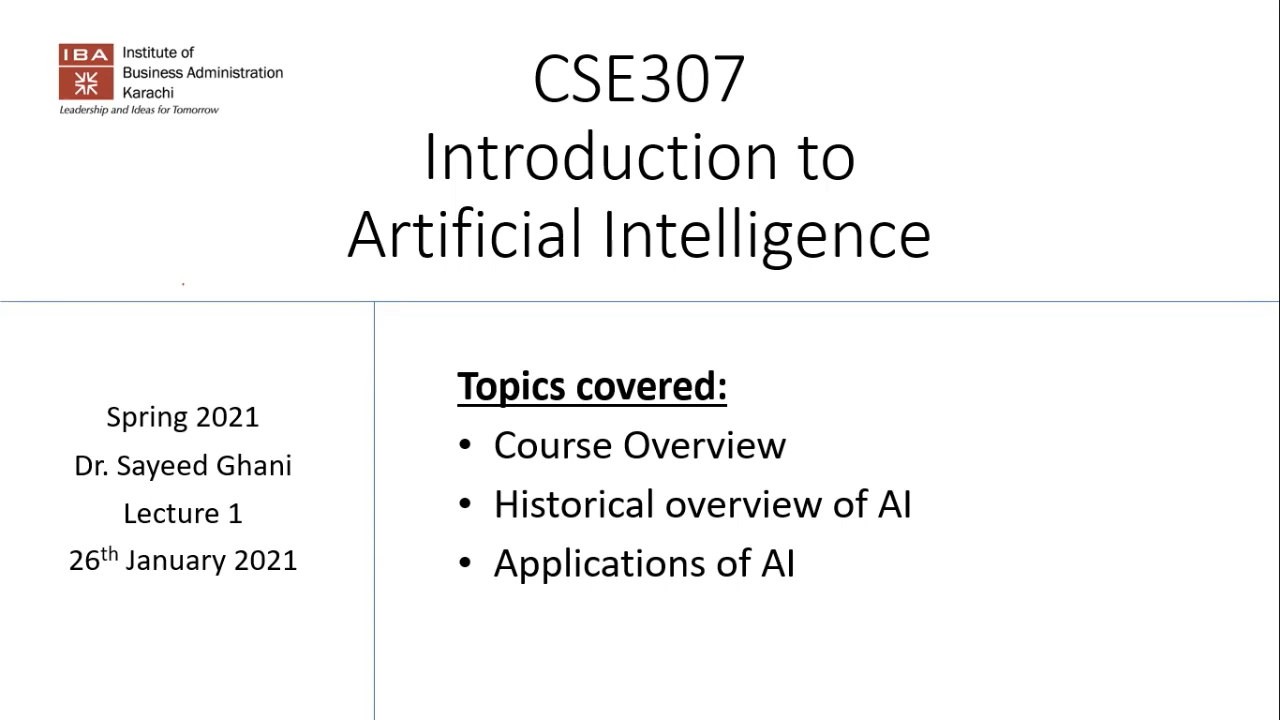 IBA
Institute of
Business Administration
Karachi
Leadership and Ideas for Tomorrow
CSE307
Introduction to
Artificial Intelligence
Spring 2021
Dr. Sayeed Ghani
Lecture 1
26th January 2021
Topics covered:
• Course Overview
• Historical overview of AI
• Applications of AI